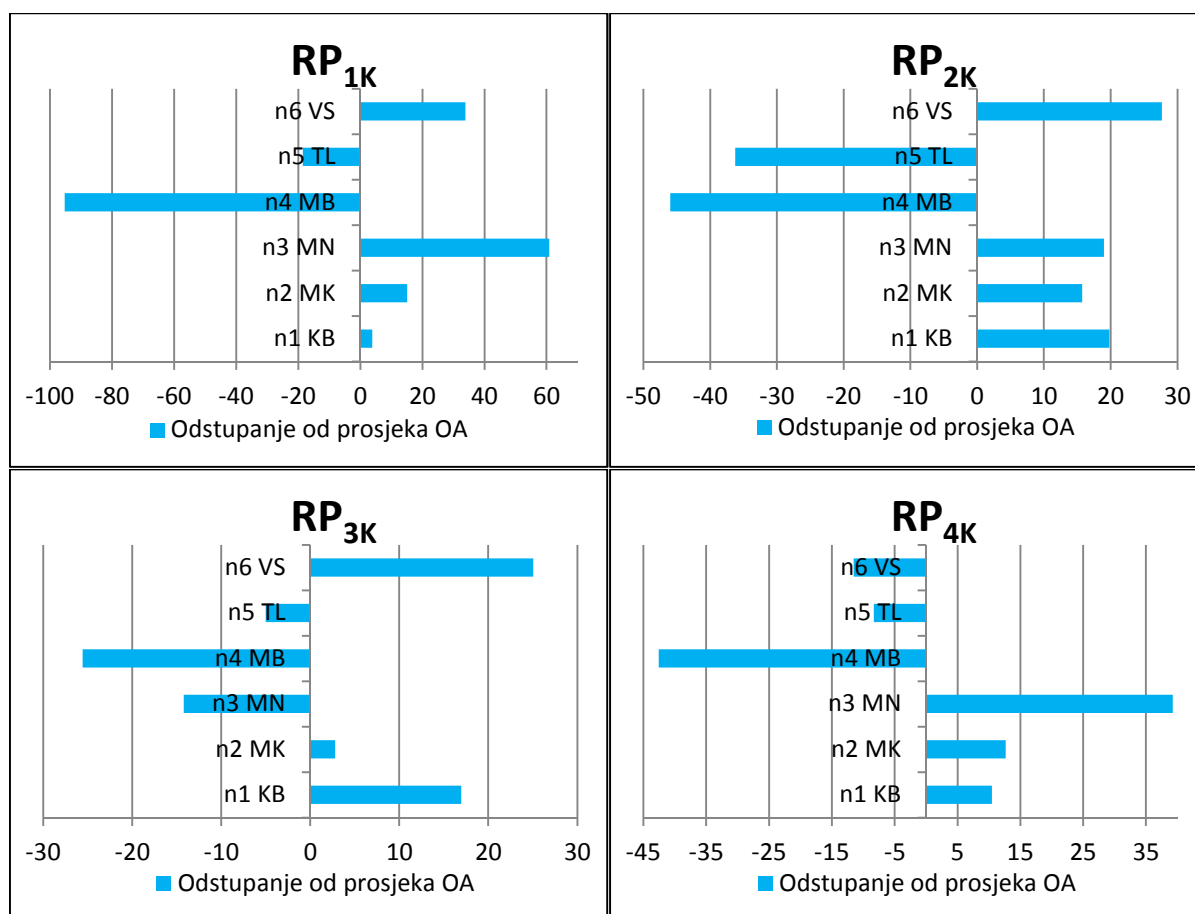 RP1K
n6 VS
n5 TL
n4 MB
n3 MN
n2 MK
n1 KB
-100 -80 -60 -40 -20 0 20 40 60
Odstupanje od prosjeka OA
RP2K
n6 VS
n5 TL
n4 MB
n3 MN
n2 MK
n1 KB
-50 -40 -30 -20 -10 0 10 20 30
Odstupanje od prosjeka OA
RP3K
n6 VS
n5 TL
n4 MB
n3 MN
n2 MK
n1 KB
-30 -20 -10 0 10 20 30
Odstupanje od prosjeka OA
RP4K
n6 VS
n5 TL
n4 MB
n3 MN
n2 MK
n1 KB
-45 -35 -25 -15 -5 5 15 25 35
Odstupanje od prosjeka OA